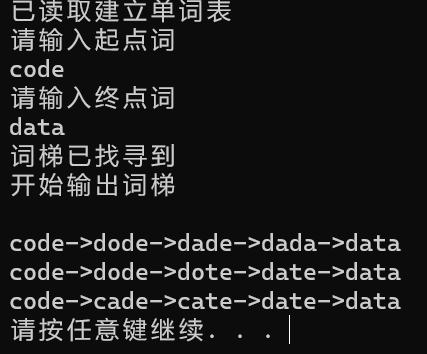 已读取建立单词表
请输入起点词
code
请输入终点词
data
词梯已找寻到
开始输出词梯
code->dode->dade->dada->data
code->dode->dote->date->data
code->cade->cate->date->data
请按任意键继续. . .